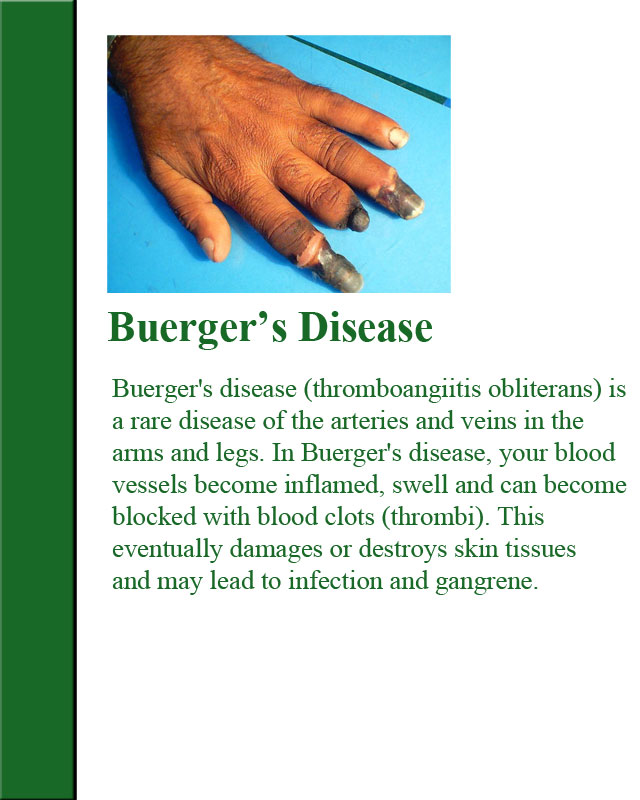 Buerger’s Disease
Buerger's disease (thromboangiitis obliterans) is
a rare disease of the arteries and veins in the
arms and legs. In Buerger's disease, your blood
vessels become inflamed, swell and can become
blocked with blood clots (thrombi). This
eventually damages or destroys skin tissues
and may lead to infection and gangrene.